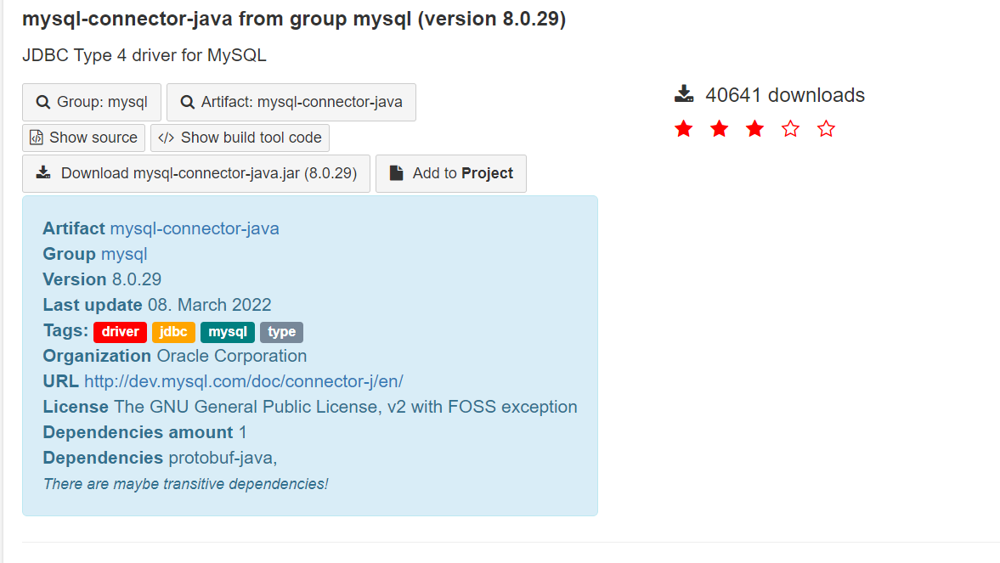 mysql-connector-java from group mysql (version 8.0.29)
JDBC Type 4 driver for MySQL
Group: mysql
Artifact: mysql-connector-java
40641 downloads
Show source
Show build tool code
Download mysql-connector-java.jar (8.0.29)
Add to Project
Artifact mysql-connector-java
Group mysql
Version 8.0.29
Last update 08. March 2022
Tags: driver jdbc mysql type
Organization Oracle Corporation
URL http://dev.mysql.com/doc/connector-j/en/
License The GNU General Public License, v2 with FOSS exception
Dependencies amount 1
Dependencies protobuf-java,
There are maybe transitive dependencies!